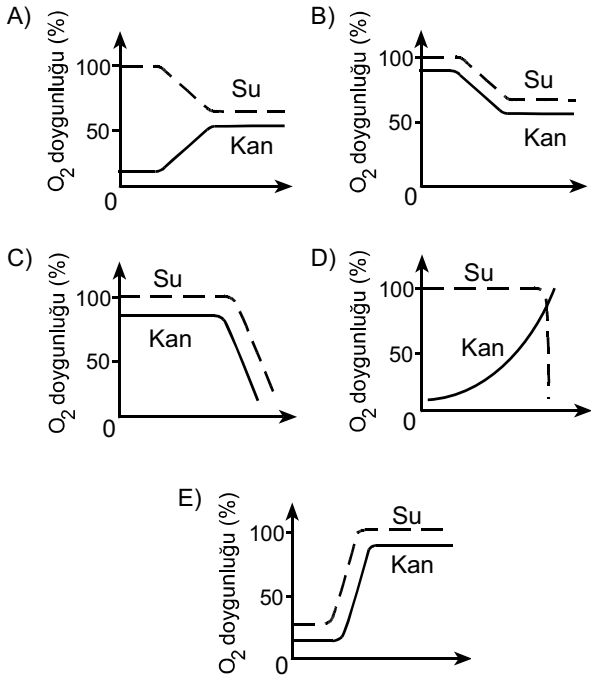 A)
O2 doygunluğu (%)
100
50
0
Su
Kan
B)
O2 doygunluğu (%)
100
50
0
Su
Kan
C)
O2 doygunluğu (%)
100
50
0
Su
Kan
D)
O2 doygunluğu (%)
100
50
0
Su
Kan
E)
O2 doygunluğu (%)
100
50
0
Su
Kan